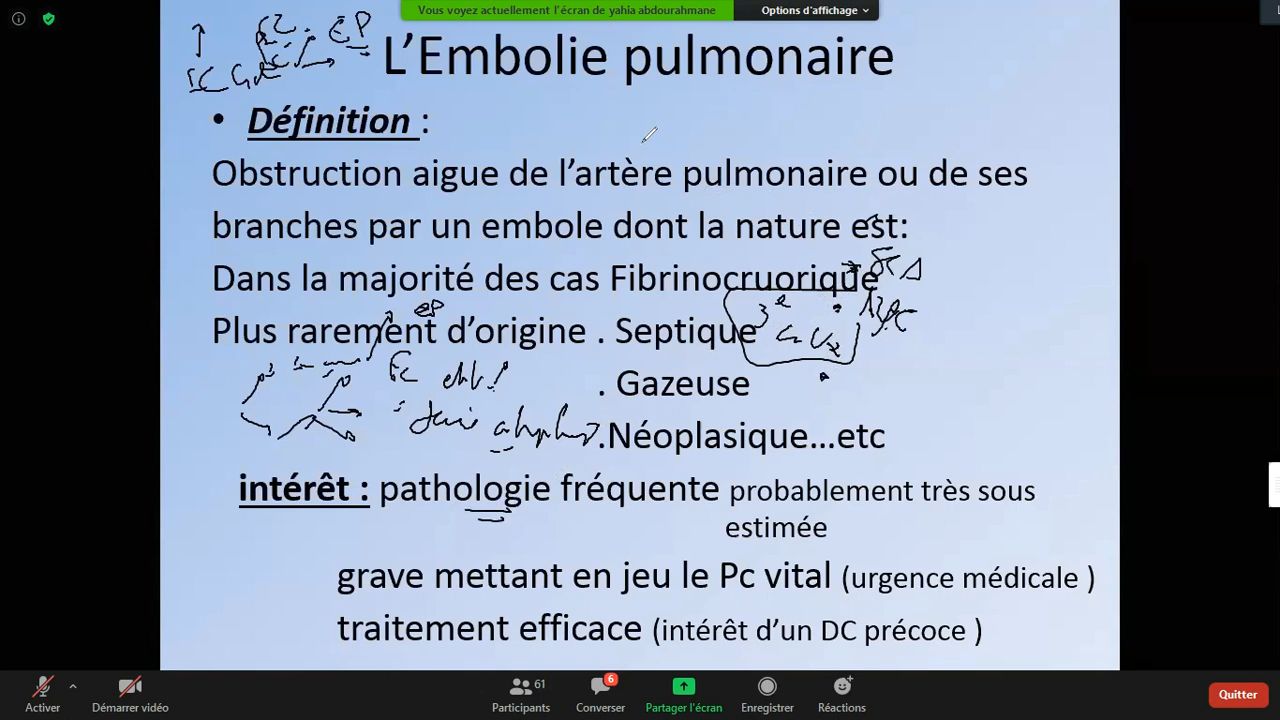 Vous voyez actuellement l'écran de yahia abdourahmane
Options d'affichage
EP
L'Embolie pulmonaire
• Définition :
Obstruction aigue de l'artère pulmonaire ou de ses
branches par un embole dont la nature est:
Dans la majorité des cas Fibrinocruorique
Plus rarement d'origine . Septique
. Gazeuse
.Néoplasique...etc
intérêt : pathologie fréquente probablement très sous
estimée
grave mettant en jeu le Pc vital (urgence médicale )
traitement efficace (intérêt d'un DC précoce )
Activer
Démarrer vidéo
61
Participants
6
Converser
Partager l'écran
Enregistrer
Réactions
Quitter